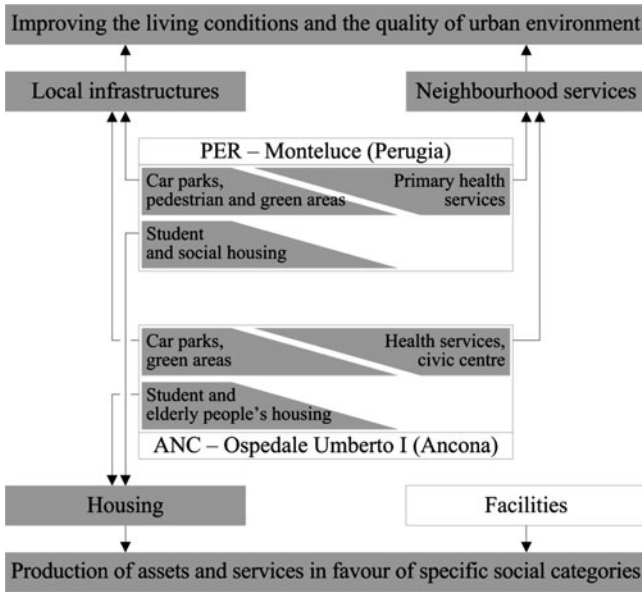 Improving the living conditions and the quality of urban environment
Local infrastructures
Neighbourhood services
PER – Monteluce (Perugia)
Car parks,
pedestrian and green areas
Primary health
services
Student
and social housing
Car parks,
green areas
Health services,
civic centre
Student and
elderly people's housing
ANC – Ospedale Umberto I (Ancona)
Housing
Facilities
Production of assets and services in favour of specific social categories